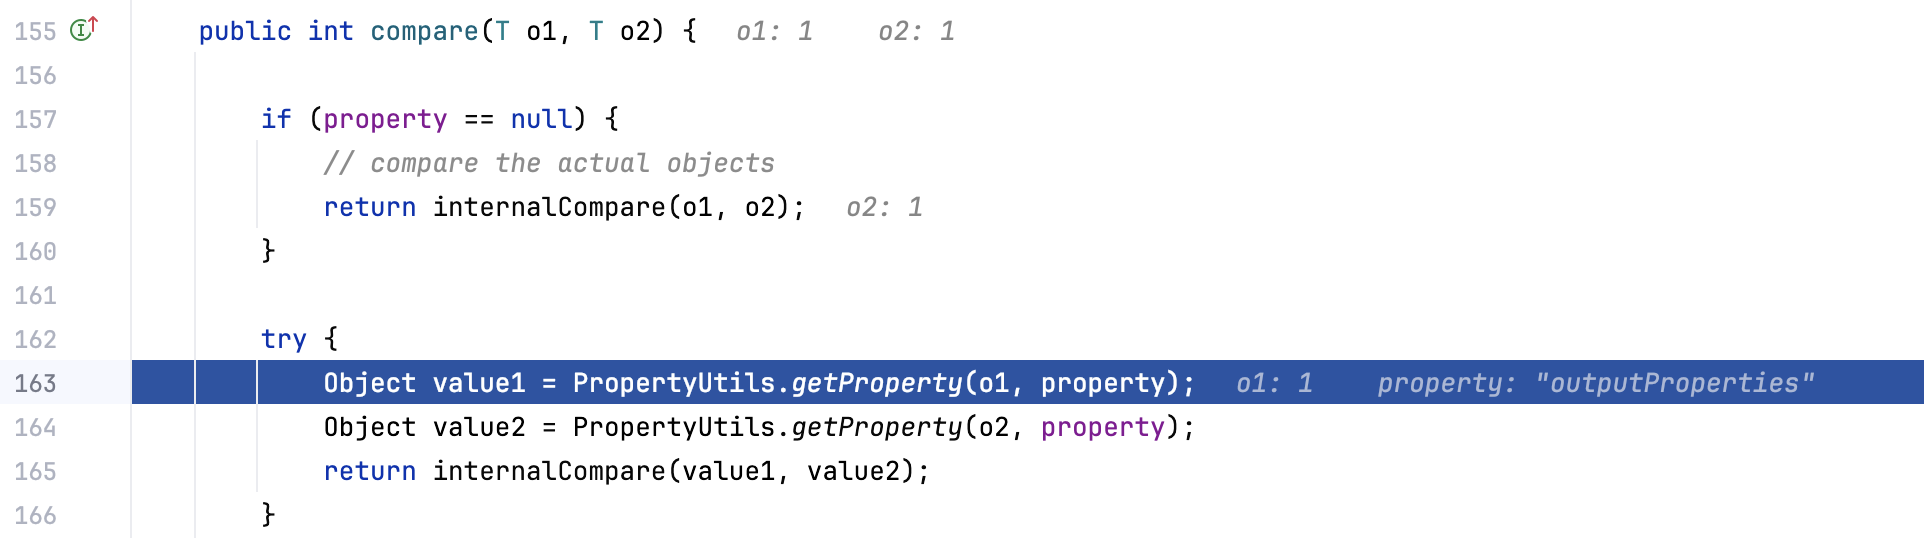 155 public int compare(T o1, T o2) { o1: 1 o2: 1
156
157 if (property == null) {
158 // compare the actual objects
159 return internalCompare(o1, o2); o2: 1
160 }
161
162 try {
163 Object value1 = PropertyUtils.getProperty(o1, property); o1: 1 property: "outputProperties"
164 Object value2 = PropertyUtils.getProperty(o2, property);
165 return internalCompare(value1, value2);
166 }